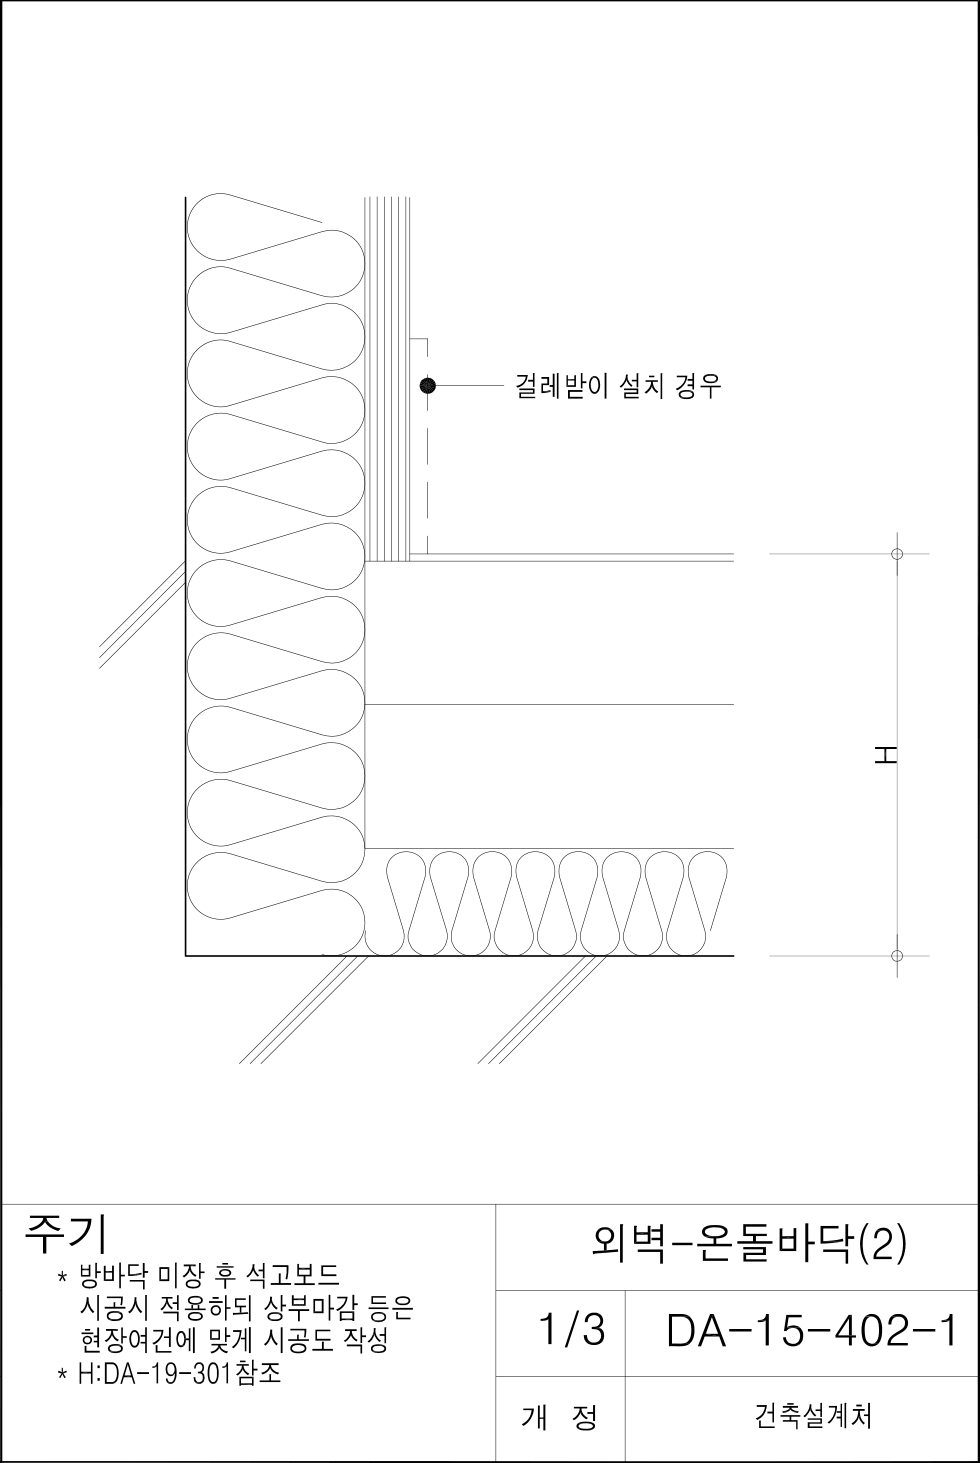 걸레받이 설치 경우
H
주기
* 방바닥 미장 후 석고보드
시공시 적용하되 상부마감 등은
현장여건에 맞게 시공도 작성
* H:DA-19-301참조
외벽-온돌바닥(2)
1/3
DA-15-402-1
개 정
건축설계처